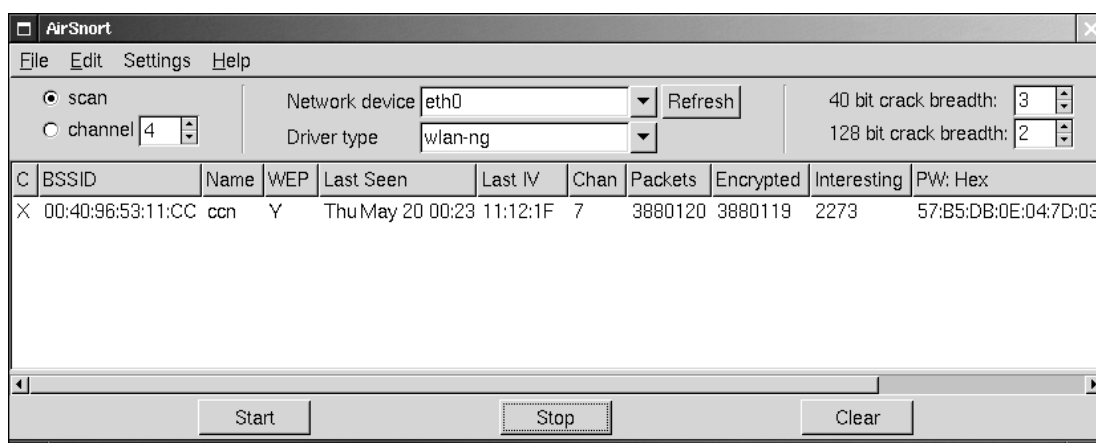 AirSnort
File Edit Settings Help
scan Network device eth0 Refresh 40 bit crack breadth: 3
channel 4 Driver type wlan-ng 128 bit crack breadth: 2
C BSSID Name WEP Last Seen Last IV Chan Packets Encrypted Interesting PW: Hex
X 00:40:96:53:11:CC ccn Y Thu May 20 00:23 11:12:1F 7 3880120 3880119 2273 57:B5:DB:0E:04:7D:03
Start Stop Clear